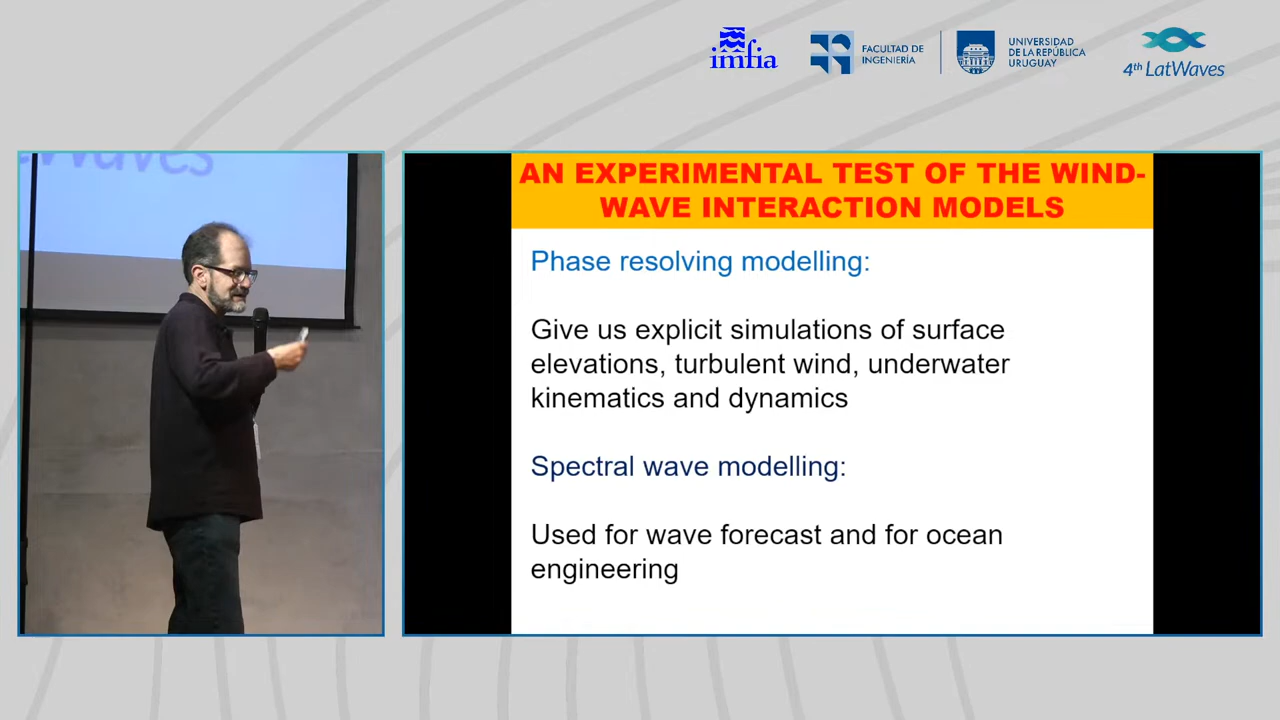 imfia
FACULTAD DE
INGENIERÍA
UNIVERSIDAD
DE LA REPÚBLICA
URUGUAY
4th LatWaves
Waves
AN EXPERIMENTAL TEST OF THE WIND-
WAVE INTERACTION MODELS
Phase resolving modelling:
Give us explicit simulations of surface
elevations, turbulent wind, underwater
kinematics and dynamics
Spectral wave modelling:
Used for wave forecast and for ocean
engineering